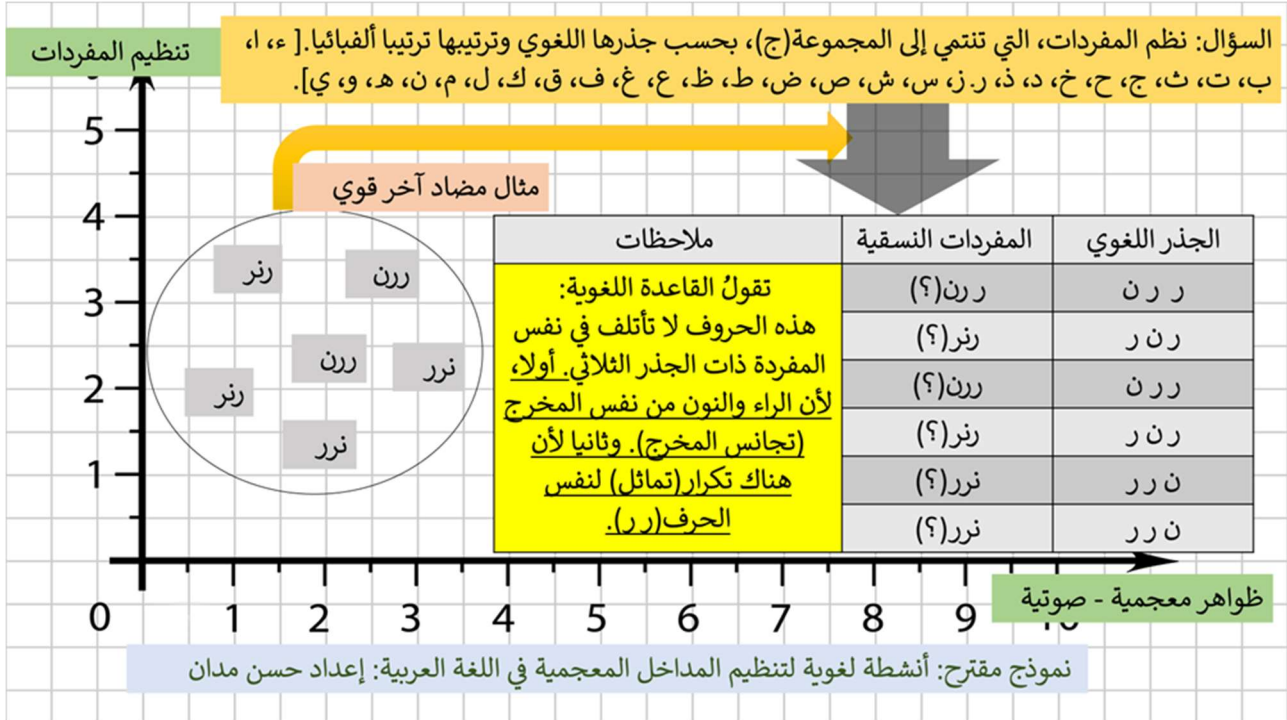 السؤال: نظم المفردات، التي تنتمي إلى المجموعة(ج)، بحسب جذرها اللغوي وترتيبها ترتيبا ألفبائيا.[ ء، ا،
ب، ت، ث، ج، ح، خ، د، ذ، ر. ز، س، ش، ص، ض، ط، ظ، ع، غ، ف، ق، ك، ل، م، ن، هـ، و، ي].
تنظيم المفردات
مثال مضاد آخر قوي
5
4
3
2
1
رنر
ررن
ررن
نرر
رنر
نرر
الجذر اللغوي
المفردات النسقية
ملاحظات
ر ر ن
ر رن(؟)
ر ن ر
رنر(؟)
ر ر ن
ررن(؟)
ر ن ر
رنر(؟)
ن ر ر
نرر(؟)
ن ر ر
نرر(؟)
تقولُ القاعدة اللغوية:
هذه الحروف لا تأتلف في نفس
المفردة ذات الجذر الثلاثي. أولا،
لأن الراء والنون من نفس المخرج
(تجانس المخرج). وثانيا لأن
هناك تكرار(تماثل) لنفس
الحرف(ر ر).
0 1 2 3 4 5 6 7 8 9
ظواهر معجمية - صوتية
نموذج مقترح: أنشطة لغوية لتنظيم المداخل المعجمية في اللغة العربية: إعداد حسن مدان